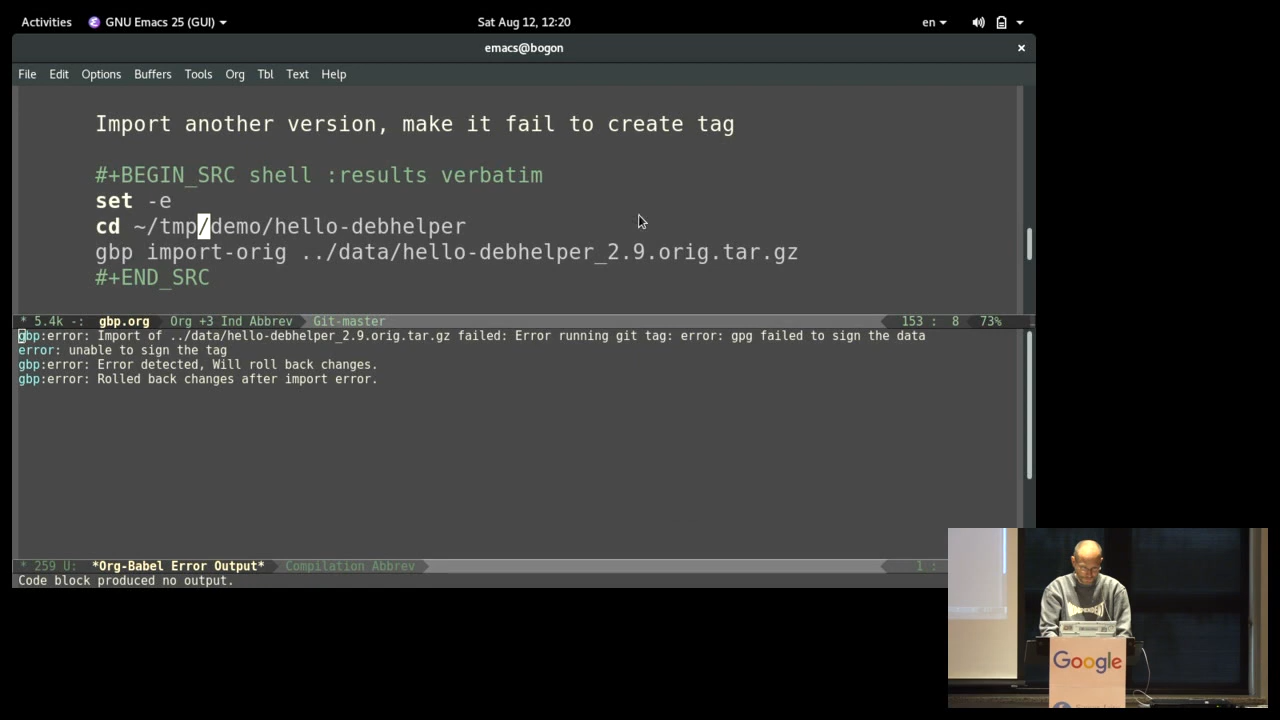 Activities GNU Emacs 25 (GUI) Sat Aug 12, 12:20 en
emacs@bogon ×
File Edit Options Buffers Tools Org Tbl Text Help
Import another version, make it fail to create tag
#+BEGIN_SRC shell :results verbatim
set -e
cd ~/tmp/demo/hello-debhelper
gbp import-orig ../data/hello-debhelper_2.9.orig.tar.gz
#+END_SRC
* 5.4k -: gbp.org Org +3 Ind Abbrev Git-master 153 : 8 73%
gbp:error: Import of ../data/hello-debhelper_2.9.orig.tar.gz failed: Error running git tag: error: gpg failed to sign the data
error: unable to sign the tag
gbp:error: Error detected, Will roll back changes.
gbp:error: Rolled back changes after import error.
* 259 U: *Org-Babel Error Output* Compilation Abbrev 1 :
Code block produced no output.
Google